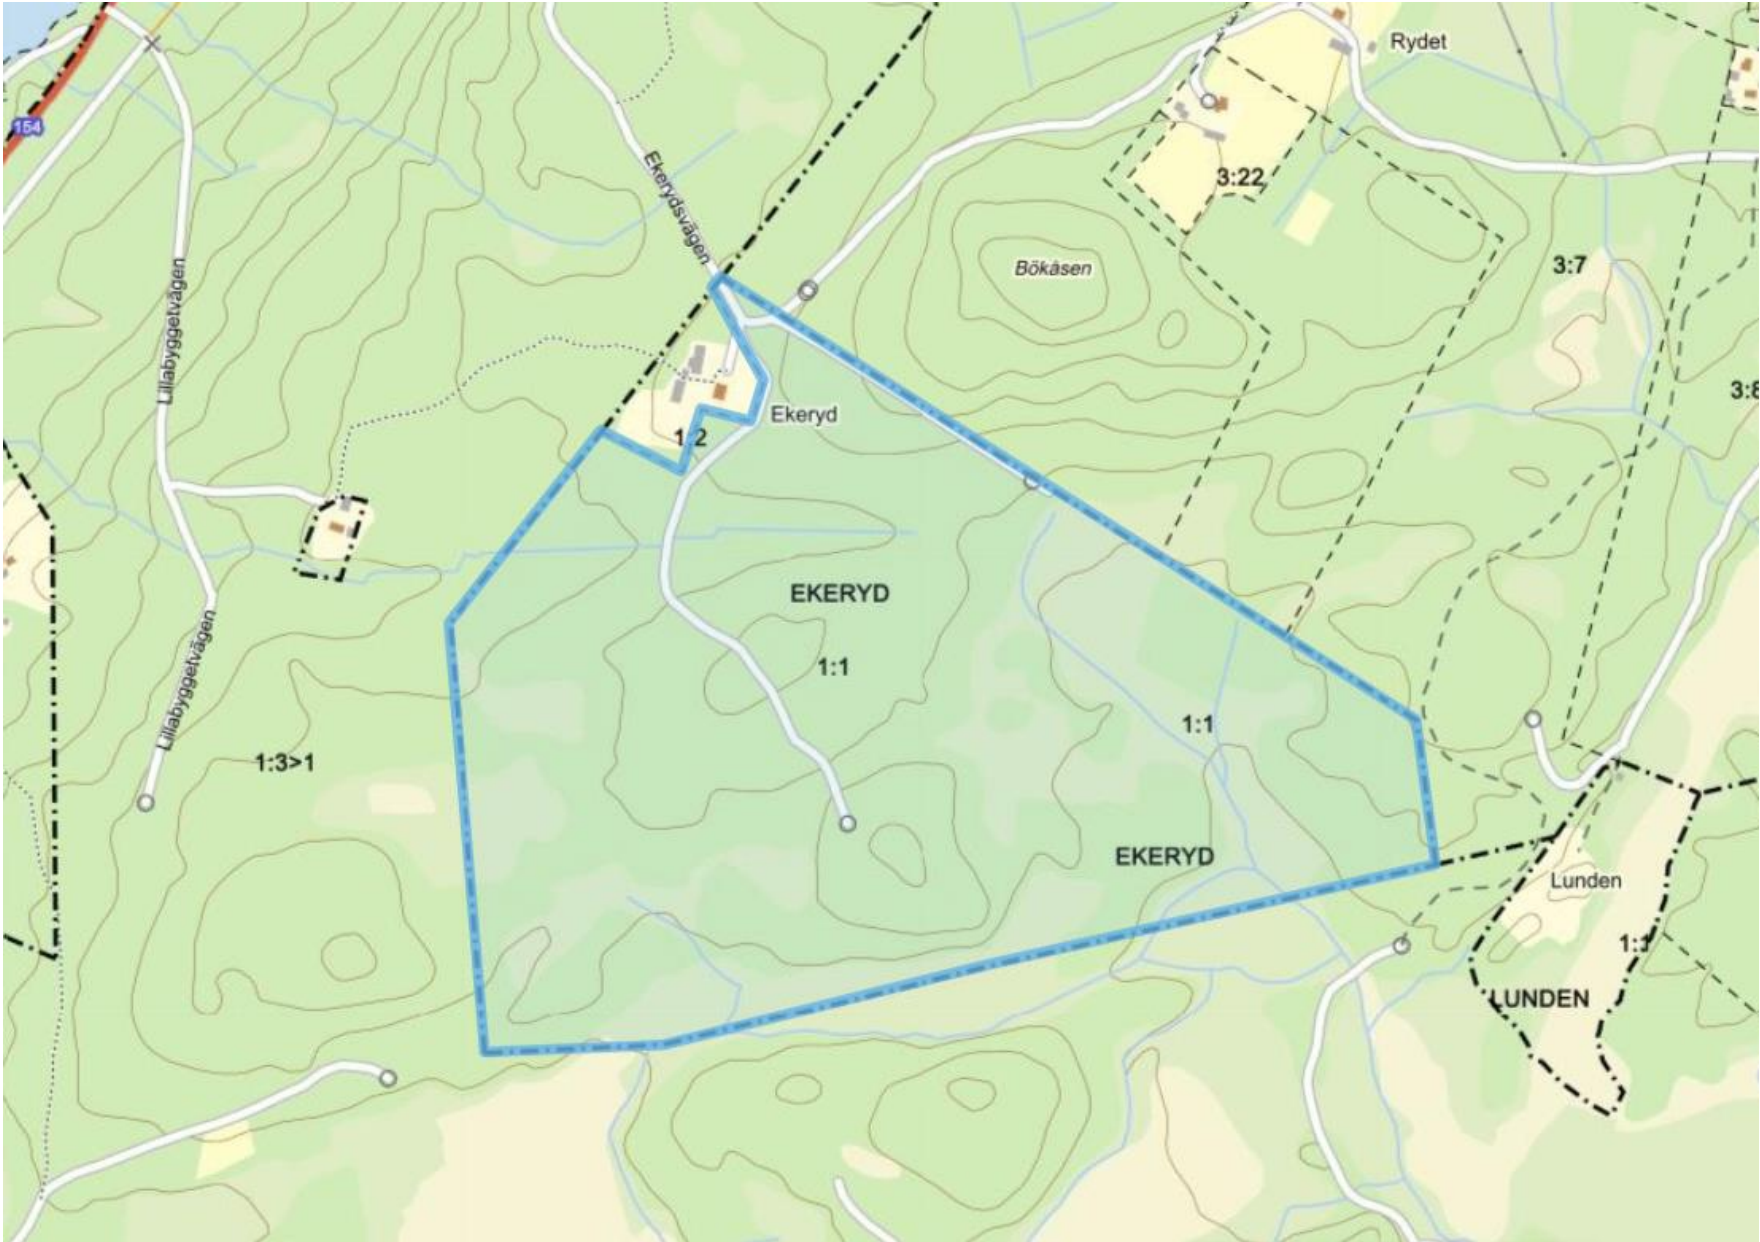 Rydet
154
Ekerydsvägen
3:22
Bökåsen
3:7
Lillabyggetvägen
3:8
Ekeryd
1:2
EKERYD
1:1
1:1
Lillabyggetvägen
1:3>1
EKERYD
Lunden
1:1
LUNDEN